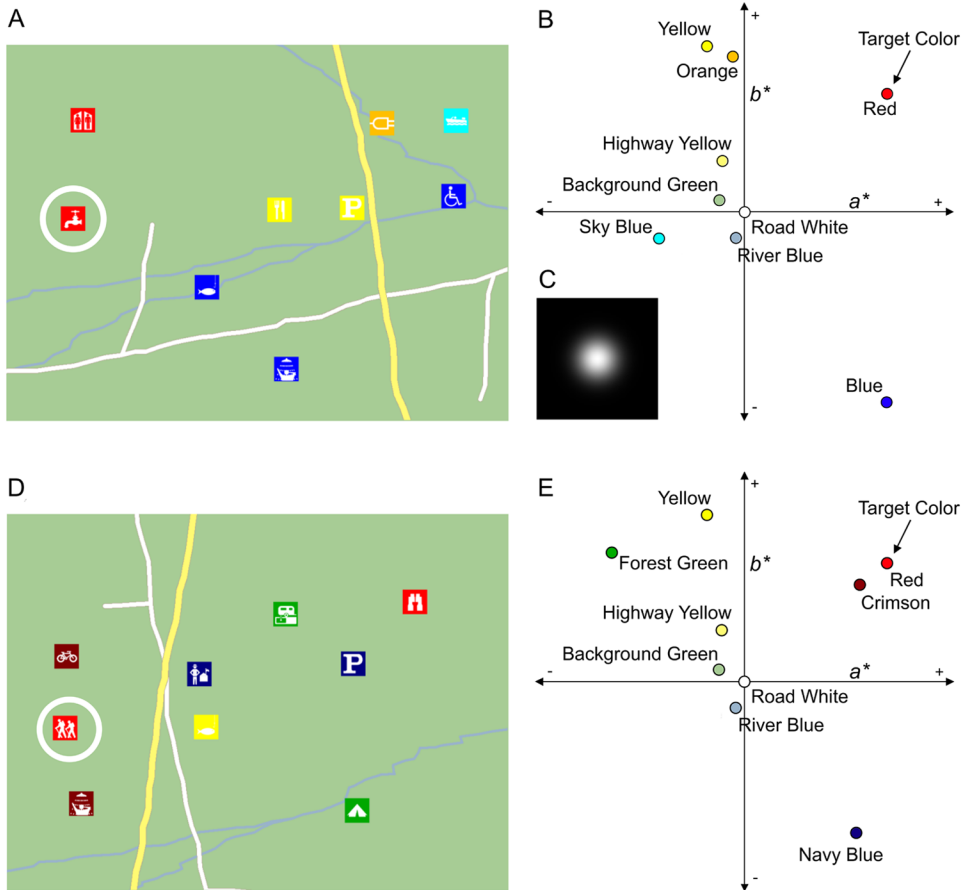 A
P
B
+
Yellow
Target Color
Orange
b*
Red
Highway Yellow
Background Green
-
a*
+
Sky Blue
Road White
River Blue
C
Blue
-
D
P
E
+
Yellow
Target Color
Forest Green
b*
Red
Crimson
Highway Yellow
Background Green
-
a*
+
Road White
River Blue
Navy Blue
-